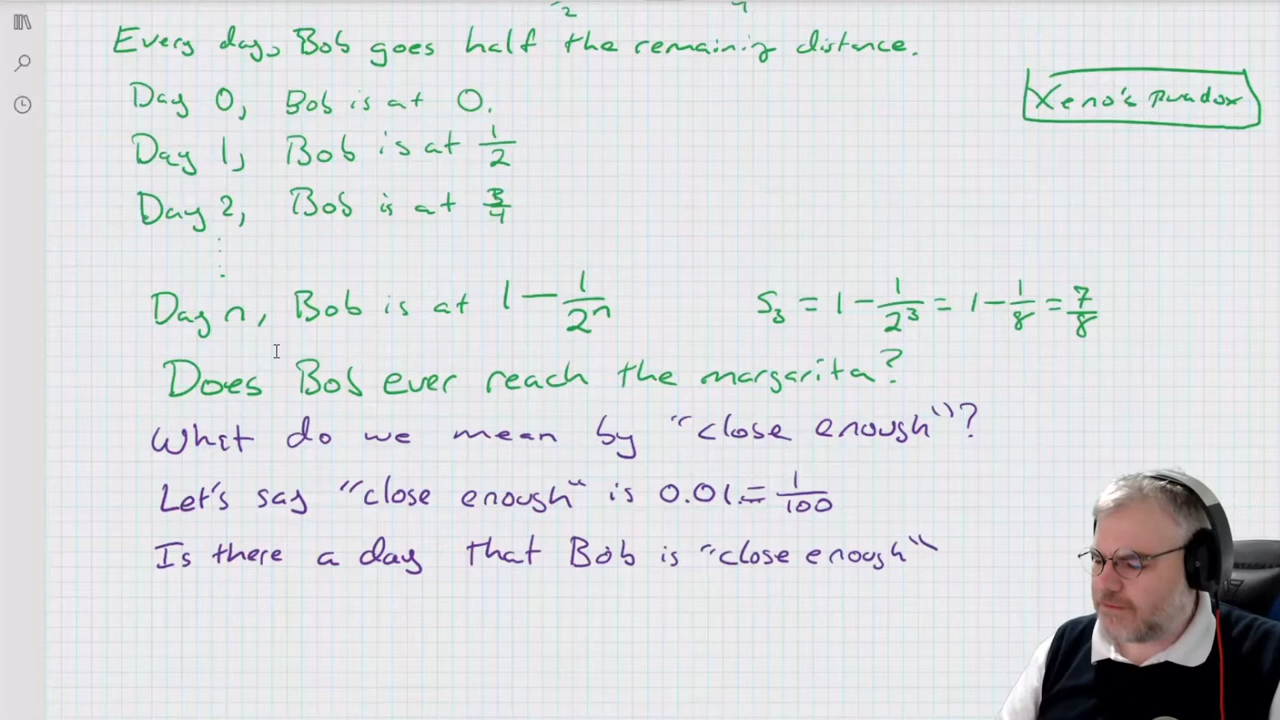 Every day, Bob goes half the remaining distance.
Xeno's paradox
Day 0, Bob is at 0.
Day 1, Bob is at 1/2
Day 2, Bob is at 3/4
Day n, Bob is at 1 - 1/2^n
S_3 = 1 - 1/2^3 = 1 - 1/8 = 7/8
Does Bob ever reach the margarita?
What do we mean by "close enough"?
Let's say "close enough" is 0.01. = 1/100
Is there a day that Bob is "close enough"